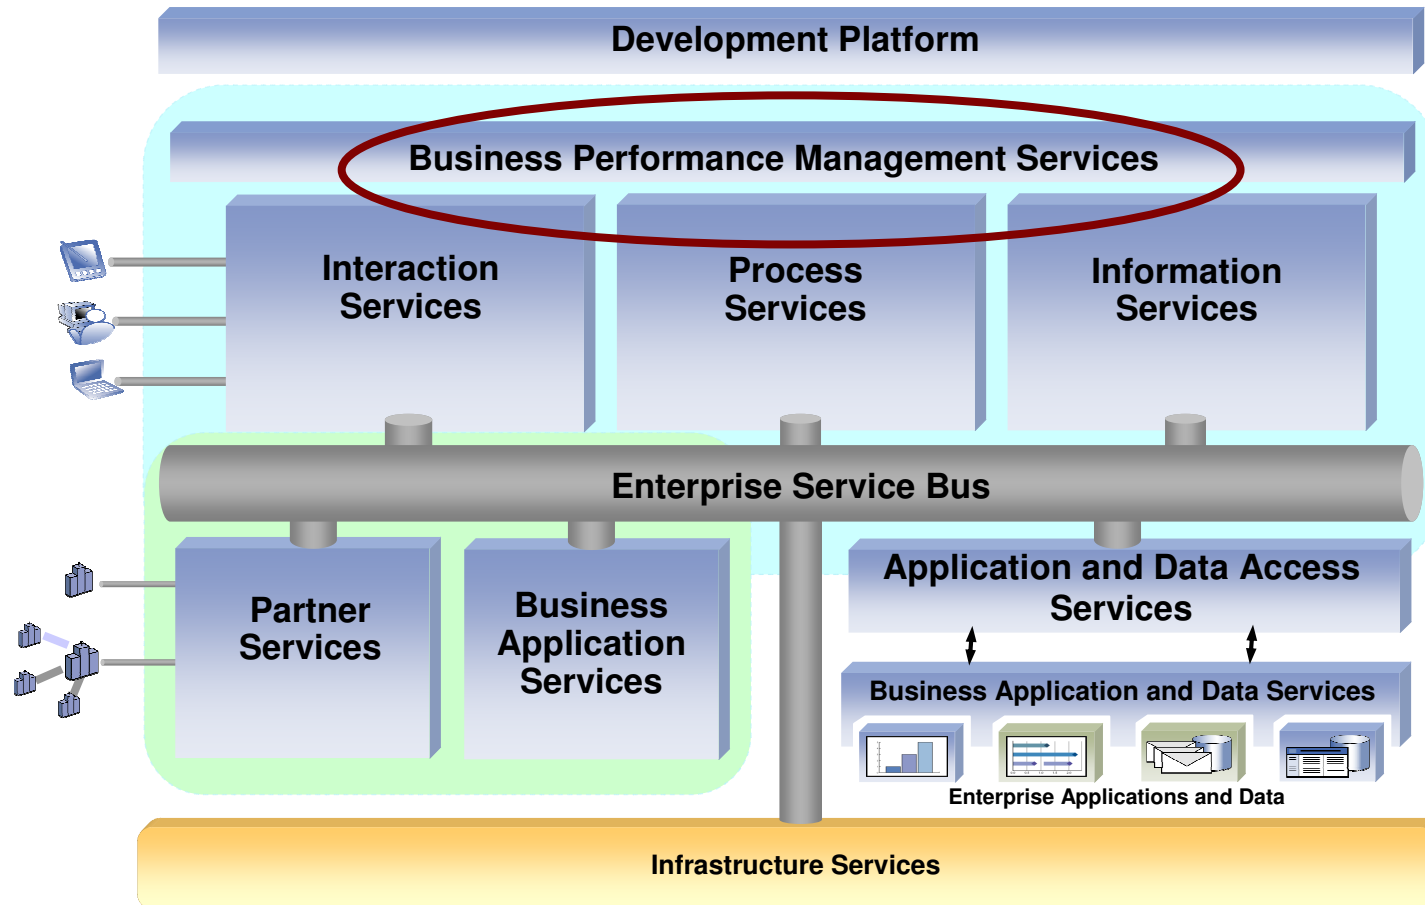 Development Platform
Business Performance Management Services
Interaction
Services
Process
Services
Information
Services
Enterprise Service Bus
Partner
Services
Business
Application
Services
Application and Data Access
Services
Business Application and Data Services
Enterprise Applications and Data
Infrastructure Services